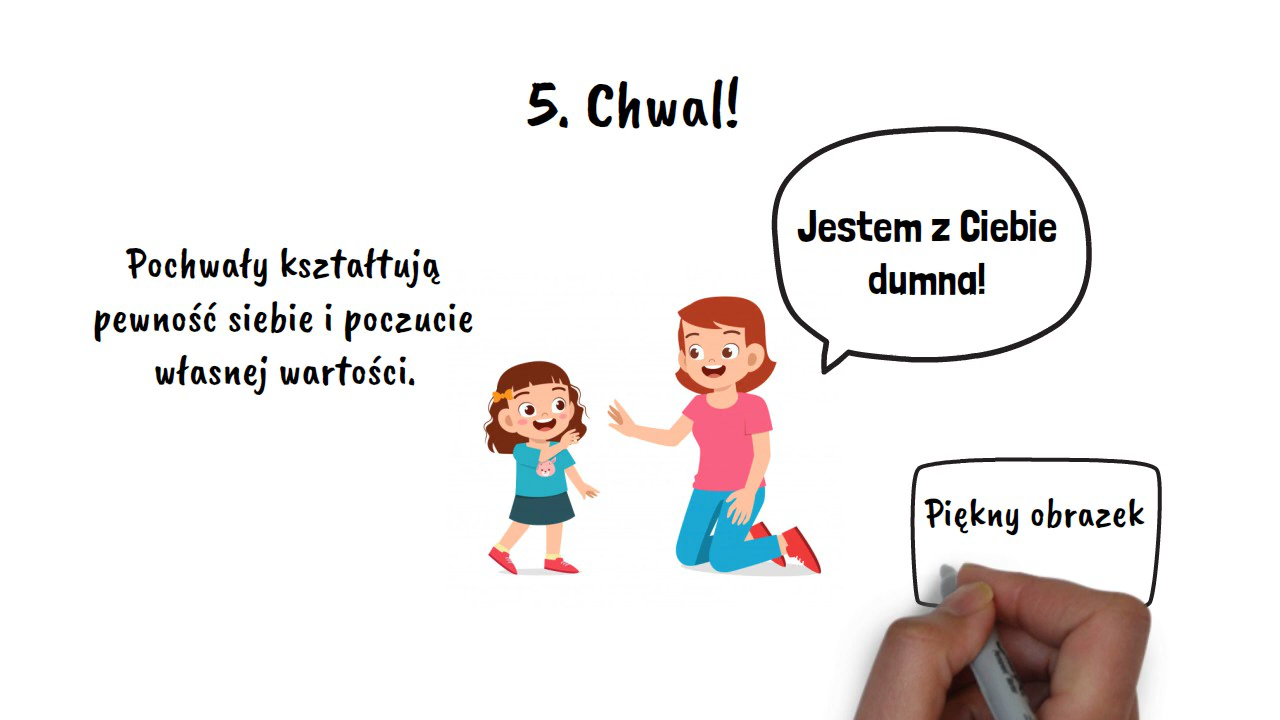 5. Chwal!
Pochwały kształtują
pewność siebie i poczucie
własnej wartości.
Jestem z Ciebie
dumna!
Piękny obrazek